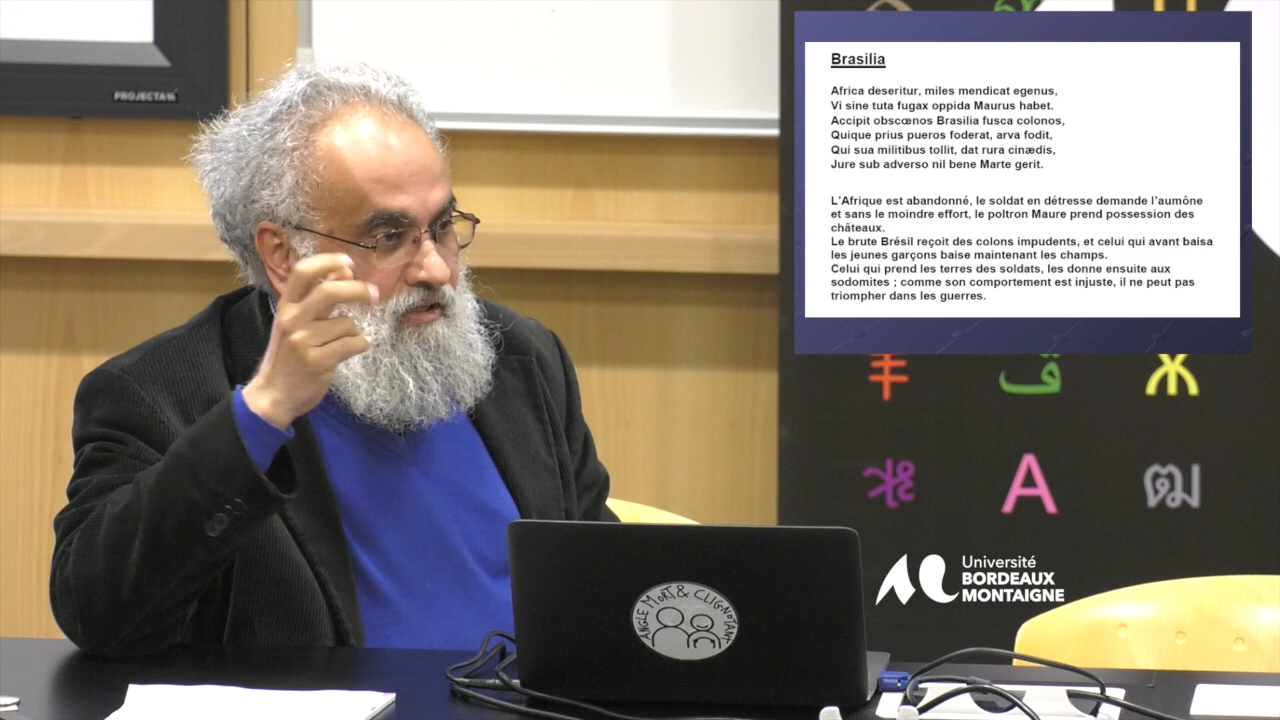 PROJECTA
Brasilia
Africa deseritur, miles mendicat egenus,
Vi sine tuta fugax oppida Maurus habet.
Accipit obscœnos Brasilia fusca colonos,
Quique prius pueros foderat, arva fodit,
Qui sua militibus tollit, dat rura cinædis,
Jure sub adverso nil bene Marte gerit.
L'Afrique est abandonné, le soldat en détresse demande l'aumône
et sans le moindre effort, le poltron Maure prend possession des
châteaux.
Le brute Brésil reçoit des colons impudents, et celui qui avant baisa
les jeunes garçons baise maintenant les champs.
Celui qui prend les terres des soldats, les donne ensuite aux
sodomites ; comme son comportement est injuste, il ne peut pas
triompher dans les guerres.
ڨ Ж
A ฒ
Université
BORDEAUX
MONTAIGNE
ANGLE MORT & CLIGNOTANT